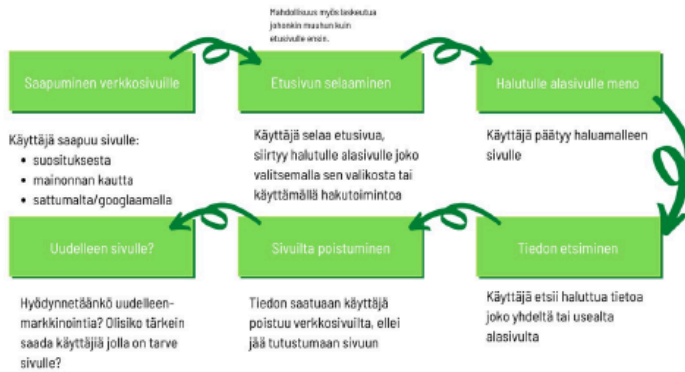 Mahdollisuus myös laskeutua
johonkin muuhun kuin
etusivulle ensin.
Saapuminen verkkosivuille
Etusivun selaaminen
Halutulle alasivulle meno
Käyttäjä saapuu sivulle:
• suosituksesta
• mainonnan kautta
• sattumalta/googlaamalla
Käyttäjä selaa etusivua,
siirtyy halutulle alasivulle joko
valitsemalla sen valikosta tai
käyttämällä hakutoimintoa
Käyttäjä päätyy haluamalleen
sivulle
Uudelleen sivulle?
Sivuilta poistuminen
Tiedon etsiminen
Hyödynnetäänkö uudelleen-
markkinointia? Olisiko tärkein
saada käyttäjiä jolla on tarve
sivulle?
Tiedon saatuaan käyttäjä
poistuu verkkosivuilta, ellei
jää tutustumaan sivuun
Käyttäjä etsii haluttua tietoa
joko yhdeltä tai usealta
alasivulta